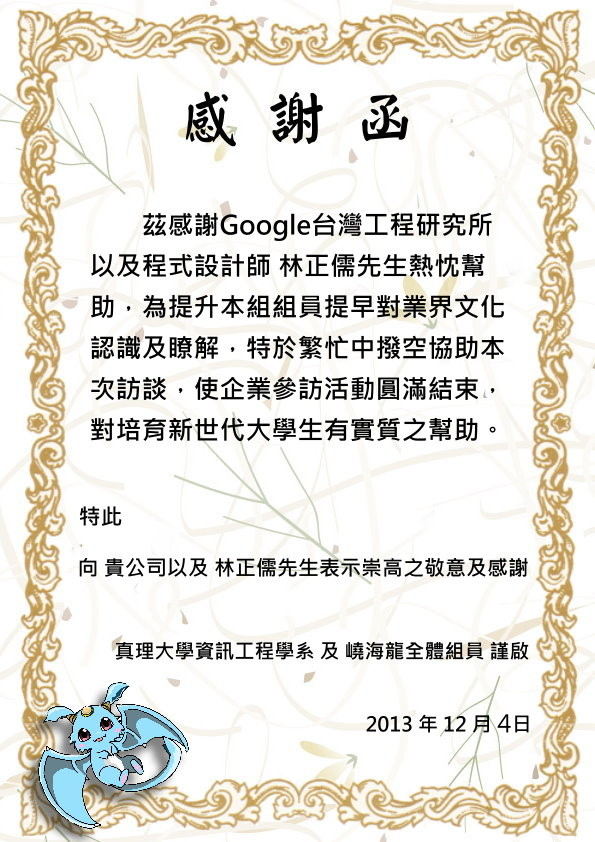 感謝函
茲感謝Google台灣工程研究所
以及程式設計師 林正儒先生熱忱幫
助，為提升本組組員提早對業界文化
認識及瞭解，特於繁忙中撥空協助本
次訪談，使企業參訪活動圓滿結束，
對培育新世代大學生有實質之幫助。
特此
向 貴公司以及 林正儒先生表示崇高之敬意及感謝
真理大學資訊工程學系 及 嶢海龍全體組員 謹啟
2013 年 12 月 4日